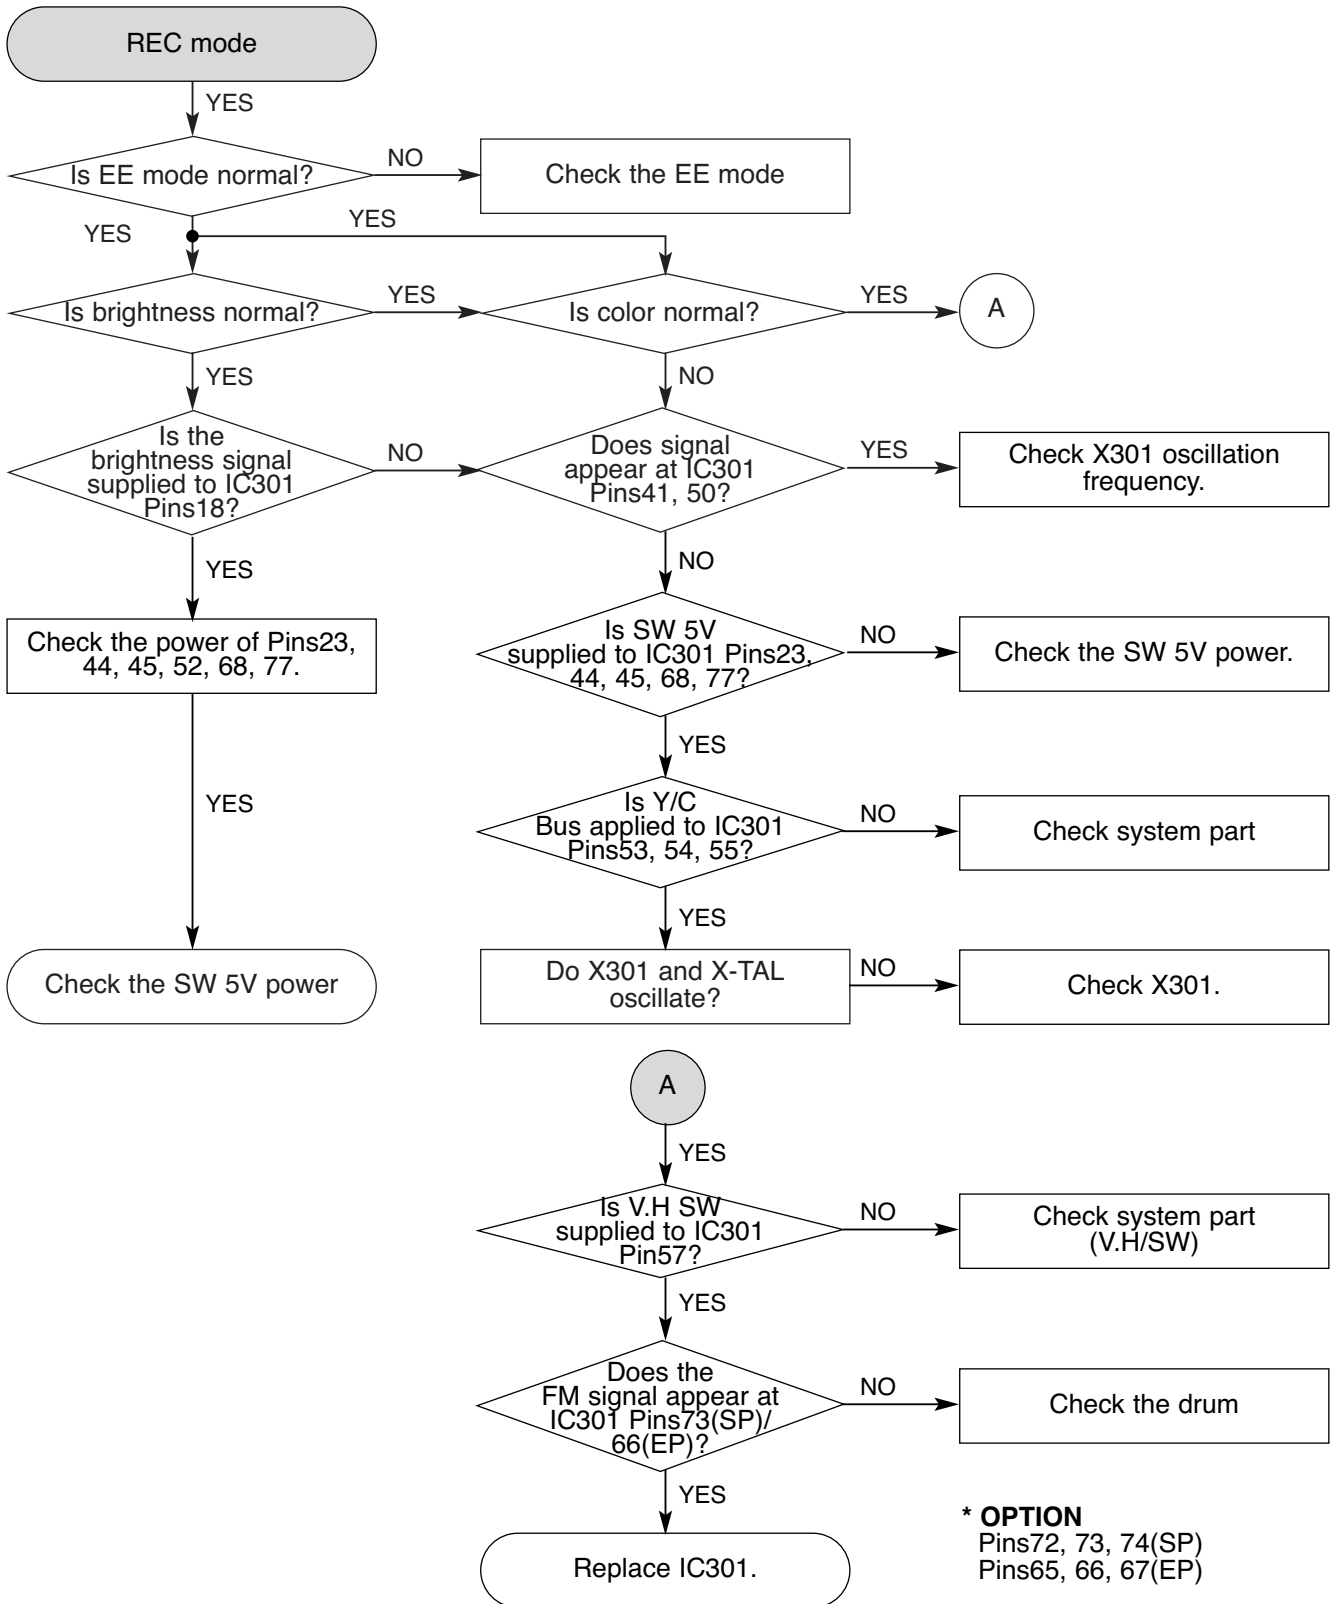 REC mode
YES
Is EE mode normal?
NO
Check the EE mode
YES
YES
Is brightness normal?
YES
Is color normal?
YES
A
YES
NO
Is the
brightness signal
supplied to IC301
Pins18?
NO
Does signal
appear at IC301
Pins41, 50?
YES
Check X301 oscillation
frequency.
YES
NO
Check the power of Pins23,
44, 45, 52, 68, 77.
Is SW 5V
supplied to IC301 Pins23,
44, 45, 68, 77?
NO
Check the SW 5V power.
YES
YES
Is Y/C
Bus applied to IC301
Pins53, 54, 55?
NO
Check system part
YES
Check the SW 5V power
Do X301 and X-TAL
oscillate?
NO
Check X301.
A
YES
Is V.H SW
supplied to IC301
Pin57?
NO
Check system part
(V.H/SW)
YES
Does the
FM signal appear at
IC301 Pins73(SP)/
66(EP)?
NO
Check the drum
YES
Replace IC301.
* OPTION
Pins72, 73, 74(SP)
Pins65, 66, 67(EP)